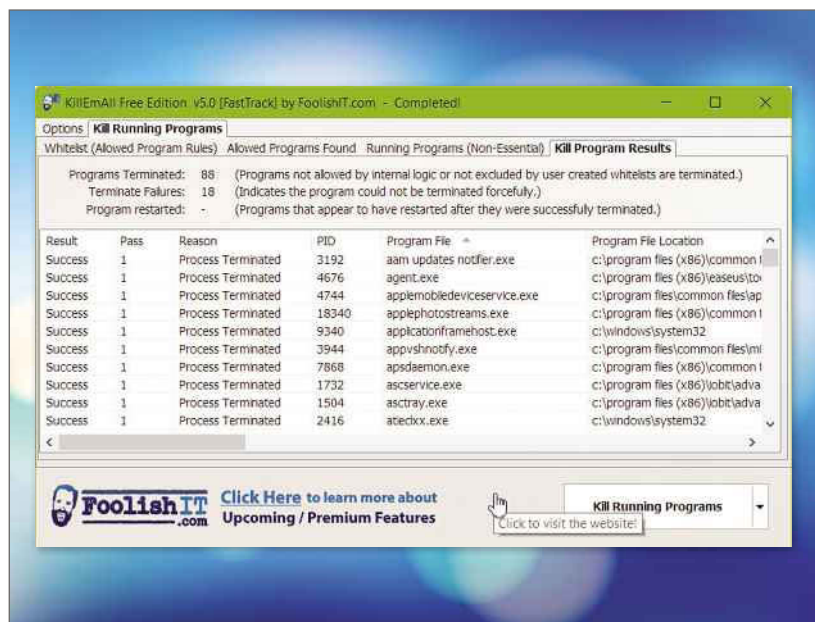 KillEmAll Free Edition v5.0 [FastTrack] by FoolishIT.com - Completed!
Options Kill Running Programs
Whitelist (Allowed Program Rules) Allowed Programs Found Running Programs (Non-Essential) Kill Program Results
Programs Terminated: 88 (Programs not allowed by internal logic or not excluded by user created whitelists are terminated.)
Terminate Failures: 18 (Indicates the program could not be terminated forcefully.)
Program restarted: - (Programs that appear to have restarted after they were successfully terminated.)
Result Pass Reason PID Program File Program File Location
Success 1 Process Terminated 3192 aam updates notifier.exe c:\program files (x86)\common f
Success 1 Process Terminated 4676 agent.exe c:\program files (x86)\easeus\to
Success 1 Process Terminated 4744 applemobiledeviceservice.exe c:\program files\common files\ap
Success 1 Process Terminated 18340 applephotostreams.exe c:\program files (x86)\common f
Success 1 Process Terminated 9340 applicationframehost.exe c:\windows\system32
Success 1 Process Terminated 3944 appvshnotify.exe c:\program files\common files\mi
Success 1 Process Terminated 7868 apsdaemon.exe c:\program files (x86)\common f
Success 1 Process Terminated 1732 ascservice.exe c:\program files (x86)\iobit\adva
Success 1 Process Terminated 1504 asctray.exe c:\program files (x86)\iobit\adva
Success 1 Process Terminated 2416 atieclxx.exe c:\windows\system32
FoolishIT .com
Click Here to learn more about
Upcoming / Premium Features
Kill Running Programs
Click to visit the website!